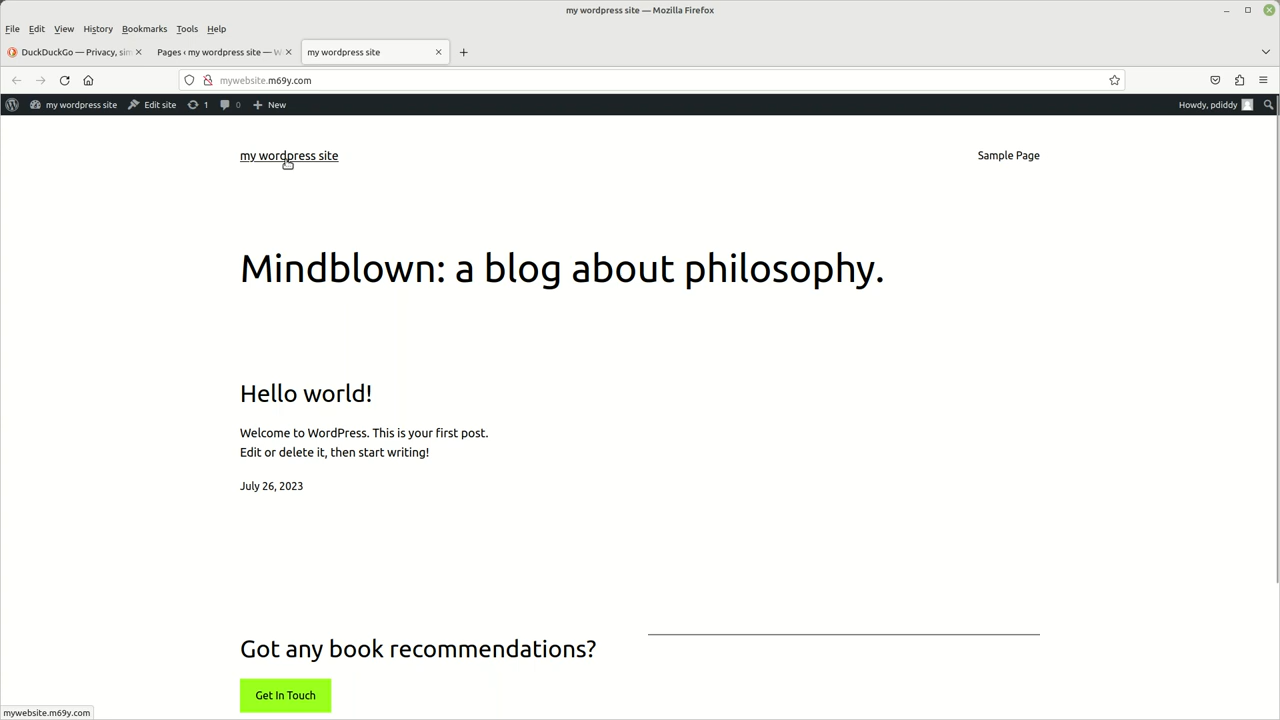 my wordpress site — Mozilla Firefox
File Edit View History Bookmarks Tools Help
DuckDuckGo — Privacy, sim
Pages ‹ my wordpress site — W
my wordpress site
mywebsite.m69y.com
my wordpress site Edit site 1 0 New Howdy, pdiddy
my wordpress site
Sample Page
Mindblown: a blog about philosophy.
Hello world!
Welcome to WordPress. This is your first post.
Edit or delete it, then start writing!
July 26, 2023
Got any book recommendations?
Get In Touch
mywebsite.m69y.com